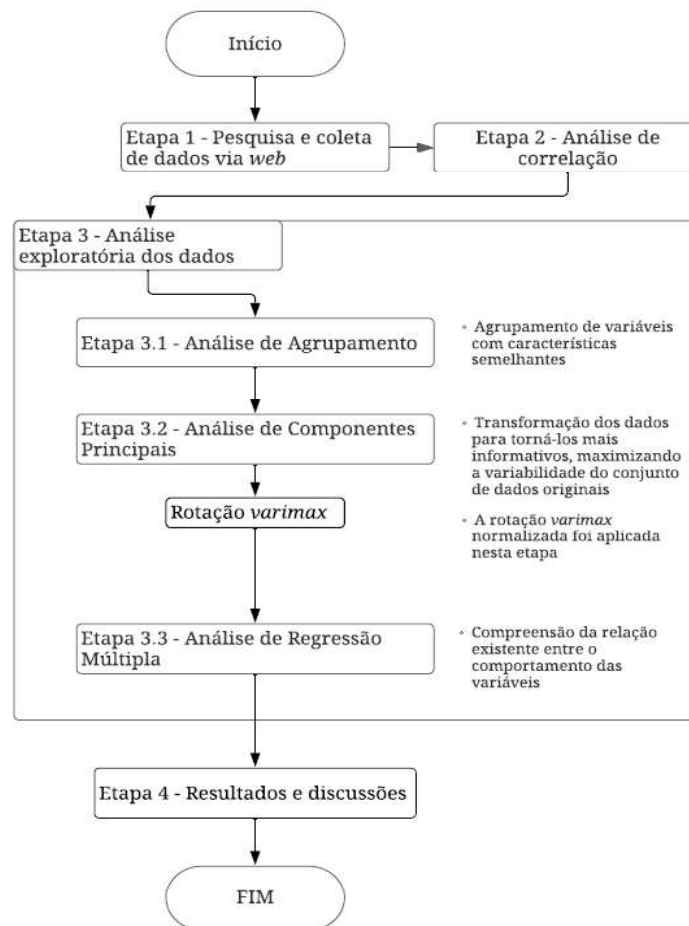 Início
Etapa 1 - Pesquisa e coleta
de dados via web
Etapa 2 - Análise de
correlação
Etapa 3 - Análise
exploratória dos dados
Etapa 3.1 - Análise de Agrupamento
◦ Agrupamento de variáveis
com características
semelhantes
Etapa 3.2 - Análise de Componentes
Principais
◦ Transformação dos dados
para torná-los mais
informativos, maximizando
a variabilidade do conjunto
de dados originais
Rotação varimax
◦ A rotação varimax
normalizada foi aplicada
nesta etapa
Etapa 3.3 - Análise de Regressão
Múltipla
◦ Compreensão da relação
existente entre o
comportamento das
variáveis
Etapa 4 - Resultados e discussões
FIM